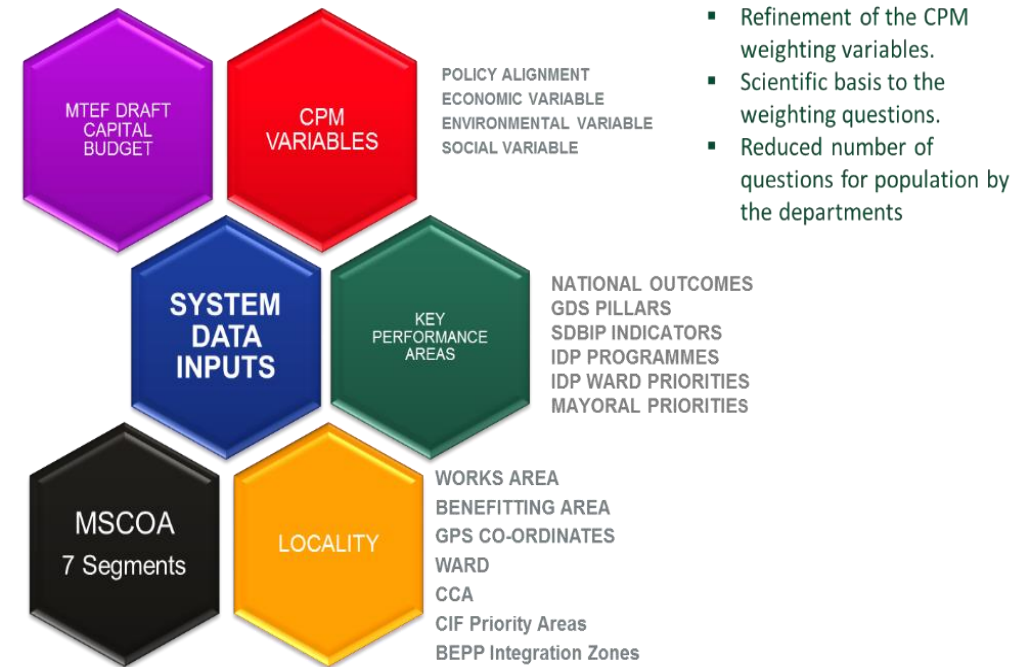 MTEF DRAFT
CAPITAL
BUDGET
CPM
VARIABLES
POLICY ALIGNMENT
ECONOMIC VARIABLE
ENVIRONMENTAL VARIABLE
SOCIAL VARIABLE
▪ Refinement of the CPM
weighting variables.
▪ Scientific basis to the
weighting questions.
▪ Reduced number of
questions for population by
the departments
SYSTEM
DATA
INPUTS
KEY
PERFORMANCE
AREAS
NATIONAL OUTCOMES
GDS PILLARS
SDBIP INDICATORS
IDP PROGRAMMES
IDP WARD PRIORITIES
MAYORAL PRIORITIES
MSCOA
7 Segments
LOCALITY
WORKS AREA
BENEFITTING AREA
GPS CO-ORDINATES
WARD
CCA
CIF Priority Areas
BEPP Integration Zones